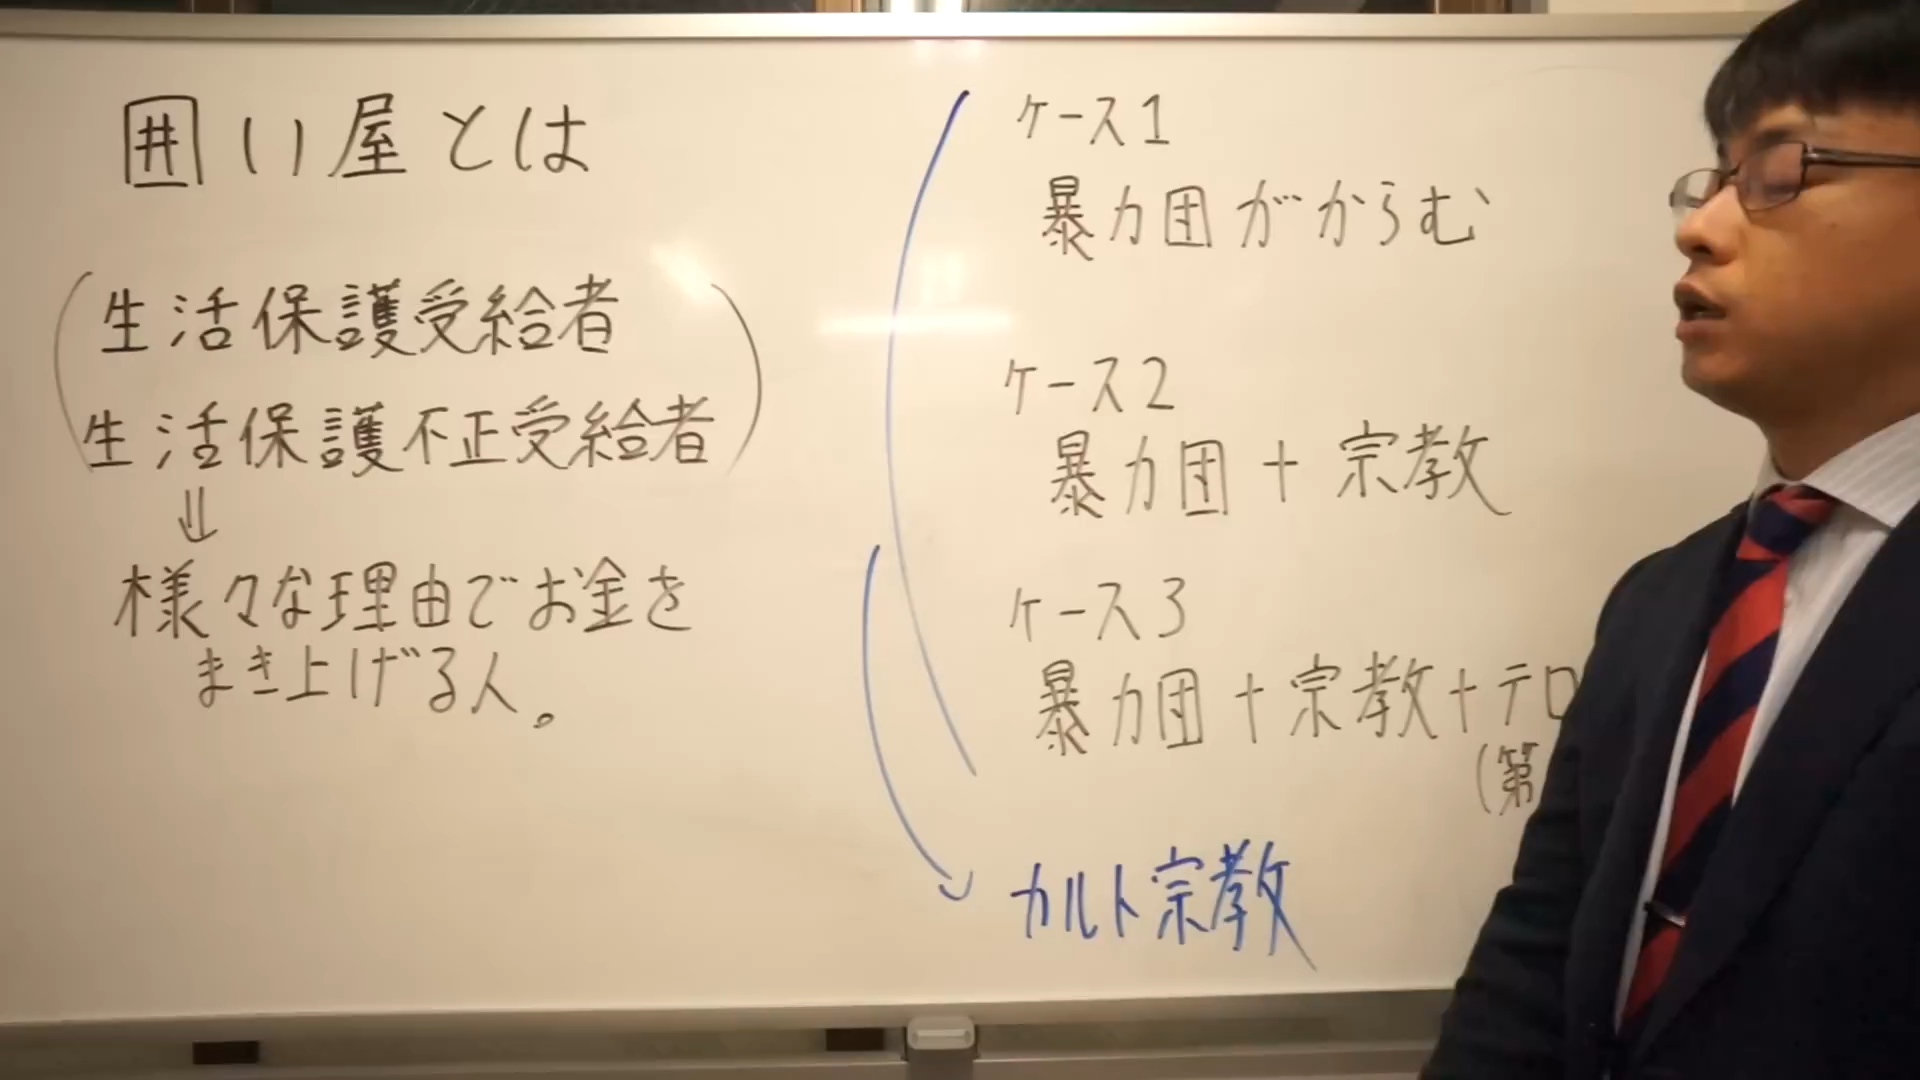 囲い屋とは
生活保護受給者
生活保護不正受給者
⇓
様々な理由でお金を
まき上げる人。
ケース1
暴力団がからむ
ケース2
暴力団+宗教
ケース3
暴力団+宗教+テロ
(第
カルト宗教